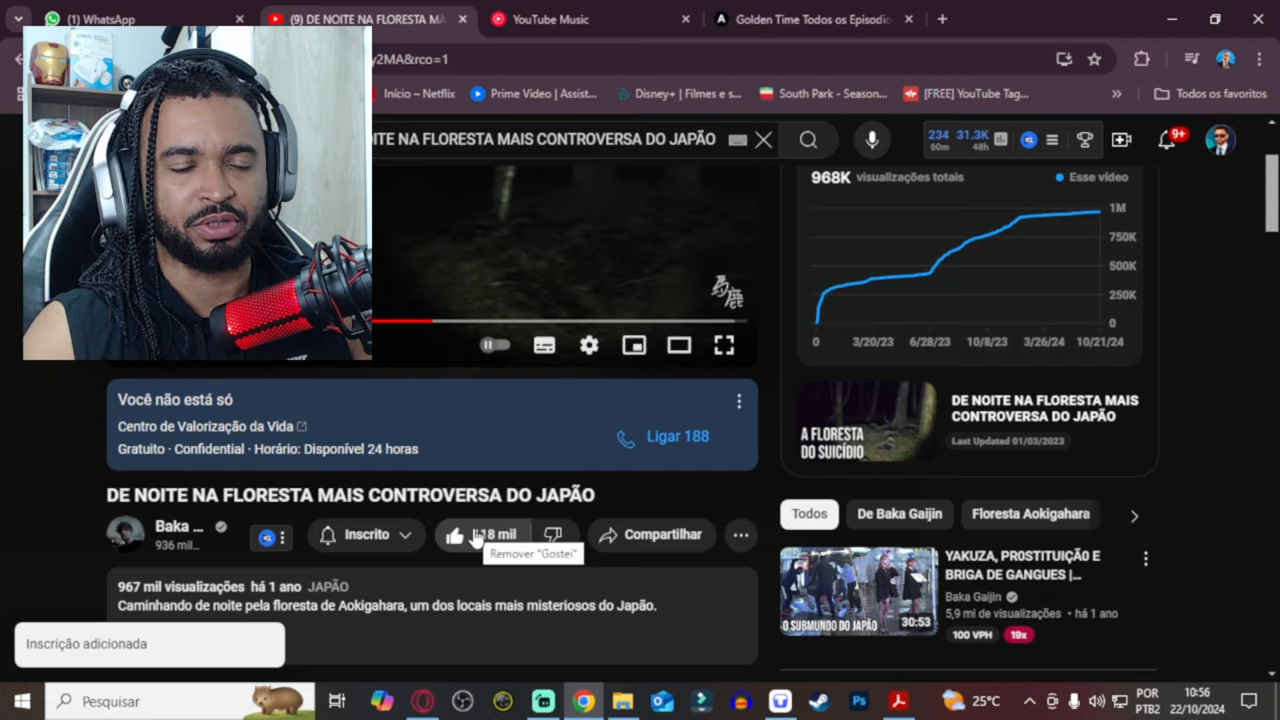 (1) WhatsApp
(9) DE NOITE NA FLORESTA MA
YouTube Music
Golden Time Todos os Episodio
y2MA&rco=1
Início – Netflix
Prime Video | Assist...
Disney+ | Filmes e s...
South Park - Season...
[FREE] YouTube Tag...
»
Todos os favoritos
ITE NA FLORESTA MAIS CONTROVERSA DO JAPÃO
234 31.3K
60m 48h
9+
968K visualizações totais
Esse vídeo
1M
750K
500K
250K
0
0 3/20/23 6/28/23 10/8/23 3/26/24 10/21/24
馬鹿
Você não está só
Centro de Valorização da Vida
Gratuito · Confidential · Horário: Disponível 24 horas
Ligar 188
A FLORESTA
DO SUICÍDIO
DE NOITE NA FLORESTA MAIS
CONTROVERSA DO JAPÃO
Last Updated 01/03/2023
DE NOITE NA FLORESTA MAIS CONTROVERSA DO JAPÃO
Baka ...
936 mil...
Inscrito
118 mil
Compartilhar
Remover "Gostei"
Todos
De Baka Gaijin
Floresta Aokigahara
967 mil visualizações há 1 ano JAPÃO
Caminhando de noite pela floresta de Aokigahara, um dos locais mais misteriosos do Japão.
O SUBMUNDO DO JAPÃO
30:53
YAKUZA, PR0STITUIÇÃ0 E
BRIGA DE GANGUES |...
Baka Gaijin
5,9 mi de visualizações • há 1 ano
100 VPH 19x
Inscrição adicionada
Pesquisar
25°C
POR
PTB2
10:56
22/10/2024